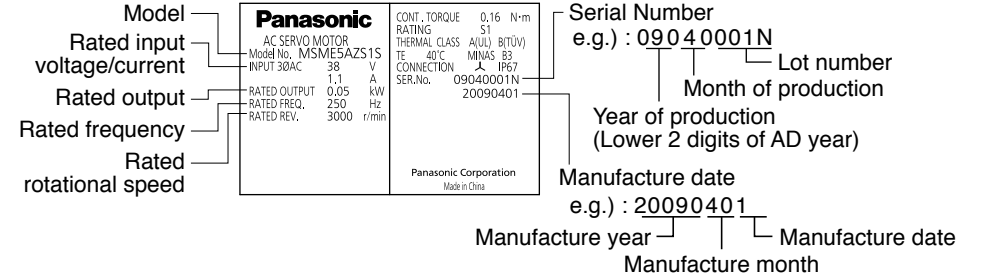 Model
Rated input
voltage/current
Rated output
Rated frequency
Rated
rotational speed
Panasonic
AC SERVO MOTOR
Model No. MSME5AZS1S
INPUT 3ØAC 38 V
1.1 A
RATED OUTPUT 0.05 kW
RATED FREQ. 250 Hz
RATED REV. 3000 r/min
CONT. TORQUE 0.16 N·m
RATING S1
THERMAL CLASS A(UL) B(TÜV)
TE 40℃ MINAS B3
CONNECTION IP67
SER.No. 09040001N
20090401
Panasonic Corporation
Made in China
Serial Number
e.g.) : 09040001N
Lot number
Month of production
Year of production
(Lower 2 digits of AD year)
Manufacture date
e.g.) : 20090401
Manufacture year
Manufacture date
Manufacture month